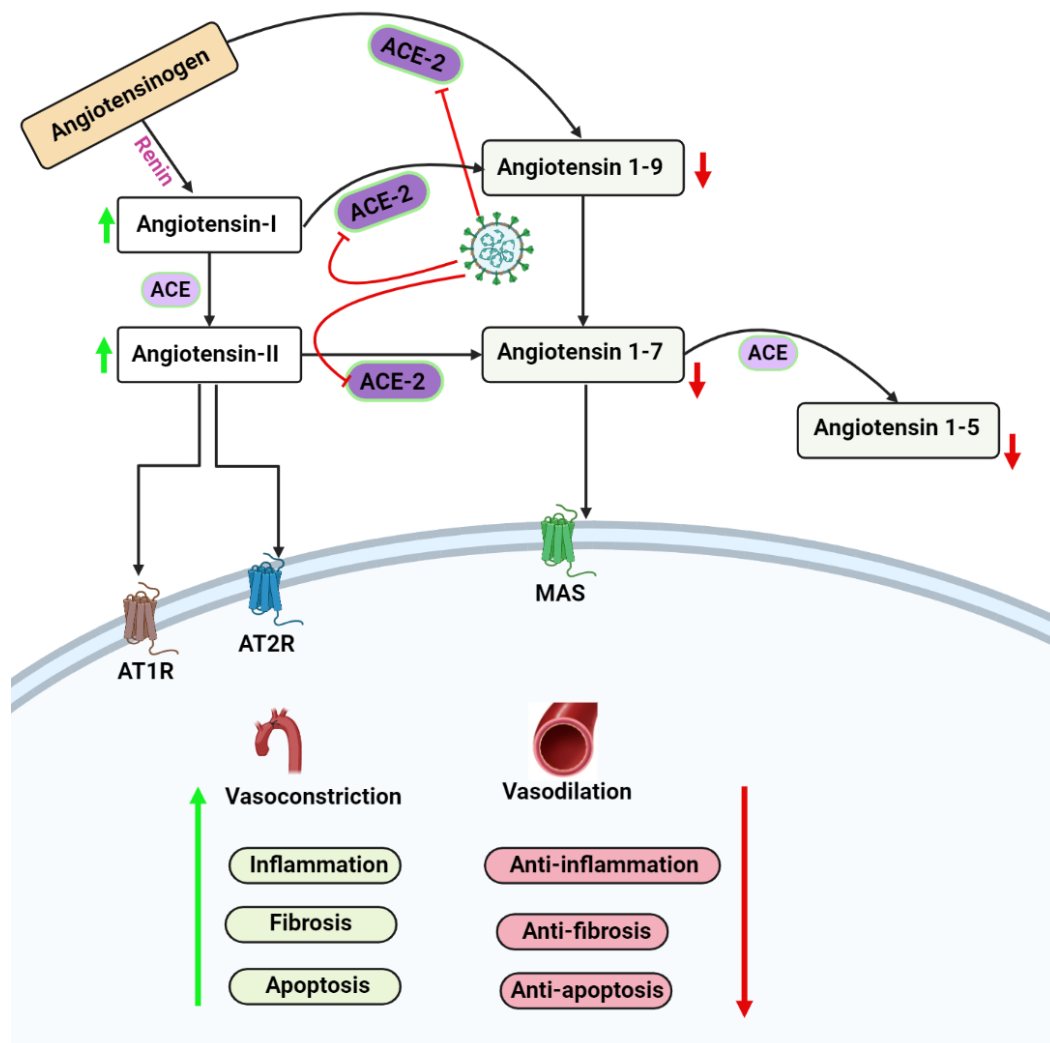 Angiotensinogen
ACE-2
Renin
Angiotensin 1-9
ACE-2
Angiotensin-I
ACE
Angiotensin-II
ACE-2
Angiotensin 1-7
ACE
Angiotensin 1-5
MAS
AT2R
AT1R
Vasoconstriction
Vasodilation
Inflammation
Anti-inflammation
Fibrosis
Anti-fibrosis
Apoptosis
Anti-apoptosis